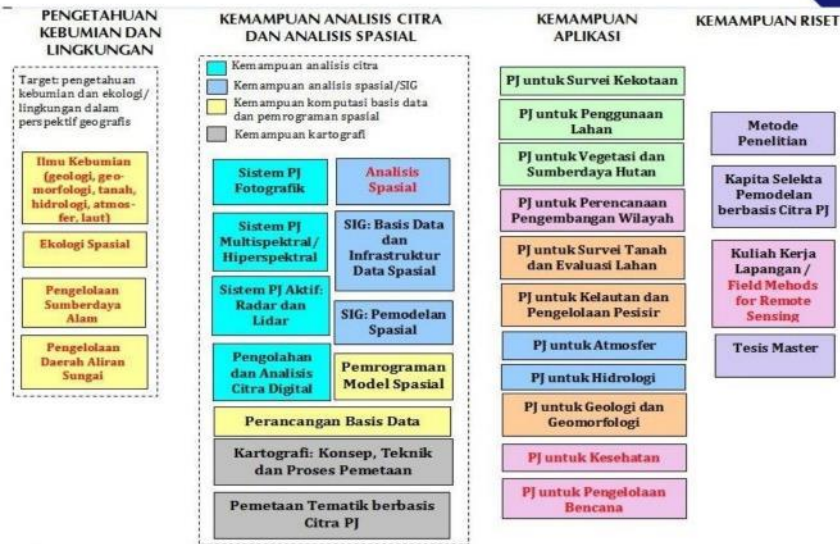 PENGETAHUAN
KEBUMIAN DAN
LINGKUNGAN
Target: pengetahuan
kebumian dan ekologi/
lingkungan dalam
perspektif geografis
Ilmu Kebumian
(geologi, geo-
morfologi, tanah,
hidrologi, atmos-
fer, laut)
Ekologi Spasial
Pengelolaan
Sumberdaya
Alam
Pengelolaan
Daerah Aliran
Sungai
KEMAMPUAN ANALISIS CITRA
DAN ANALISIS SPASIAL
Kemampuan analisis citra
Kemampuan analisis spasial/SIG
Kemampuan komputasi basis data
dan pemrograman spasial
Kemampuan kartografi
Sistem PJ
Fotografik
Analisis
Spasial
Sistem PJ
Multispektral/
Hiperspektral
SIG: Basis Data
dan
Infrastruktur
Data Spasial
Sistem PJ Aktif:
Radar dan
Lidar
SIG: Pemodelan
Spasial
Pengolahan
dan Analisis
Citra Digital
Pemrograman
Model Spasial
Perancangan Basis Data
Kartografi: Konsep, Teknik
dan Proses Pemetaan
Pemetaan Tematik berbasis
Citra PJ
KEMAMPUAN
APLIKASI
PJ untuk Survei Kekotaan
PJ untuk Penggunaan
Lahan
PJ untuk Vegetasi dan
Sumberdaya Hutan
PJ untuk Perencanaan
Pengembangan Wilayah
PJ untuk Survei Tanah
dan Evaluasi Lahan
PJ untuk Kelautan dan
Pengelolaan Pesisir
PJ untuk Atmosfer
PJ untuk Hidrologi
PJ untuk Geologi dan
Geomorfologi
PJ untuk Kesehatan
PJ untuk Pengelolaan
Bencana
KEMAMPUAN RISET
Metode
Penelitian
Kapita Selekta
Pemodelan
berbasis Citra PJ
Kuliah Kerja
Lapangan /
Field Mehods
for Remote
Sensing
Tesis Master